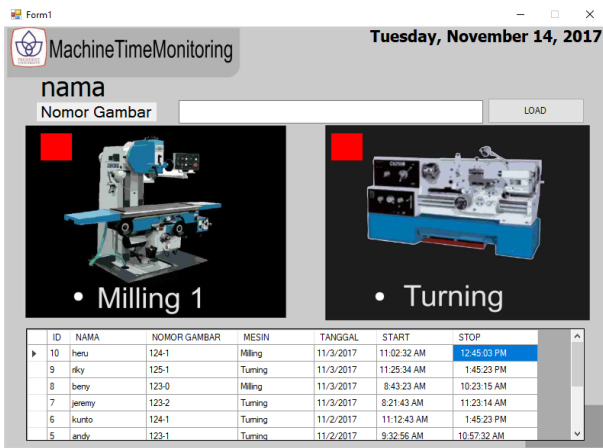 Form1
Tuesday, November 14, 2017
MachineTimeMonitoring
nama
Nomor Gambar
LOAD
C6250B
• Milling 1
• Turning
ID NAMA NOMOR GAMBAR MESIN TANGGAL START STOP
10 heru 124-1 Milling 11/3/2017 11:02:32 AM 12:45:03 PM
9 riky 125-1 Turning 11/3/2017 11:25:34 AM 1:45:23 PM
8 beny 123-0 Milling 11/3/2017 8:43:23 AM 10:23:15 AM
7 jeremy 123-2 Turning 11/3/2017 8:21:43 AM 11:23:14 AM
6 kunto 124-1 Turning 11/2/2017 11:12:43 AM 1:45:23 PM
5 andy 123-1 Turning 11/2/2017 9:32:56 AM 10:57:32 AM